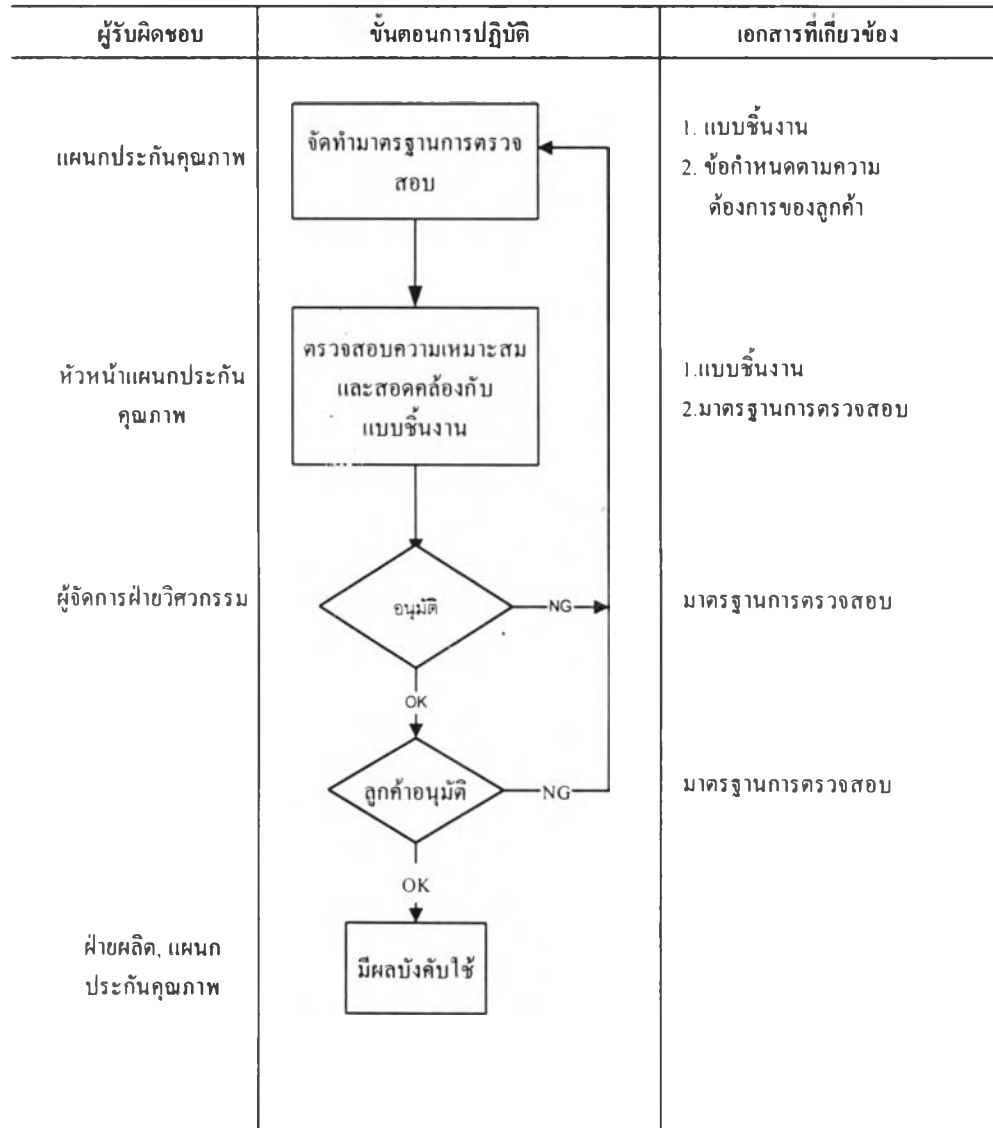 ผู้รับผิดชอบ
ขั้นตอนการปฏิบัติ
เอกสารที่เกี่ยวข้อง
แผนกประกันคุณภาพ
จัดทำมาตรฐานการตรวจ
สอบ
1. แบบชิ้นงาน
2. ข้อกำหนดตามความ
ต้องการของลูกค้า
หัวหน้าแผนกประกัน
คุณภาพ
ตรวจสอบความเหมาะสม
และสอดคล้องกับ
แบบชิ้นงาน
1.แบบชิ้นงาน
2.มาตรฐานการตรวจสอบ
ผู้จัดการฝ่ายวิศวกรรม
อนุมัติ
NG
มาตรฐานการตรวจสอบ
OK
ลูกค้าอนุมัติ
NG
มาตรฐานการตรวจสอบ
OK
ฝ่ายผลิต, แผนก
ประกันคุณภาพ
มีผลบังคับใช้